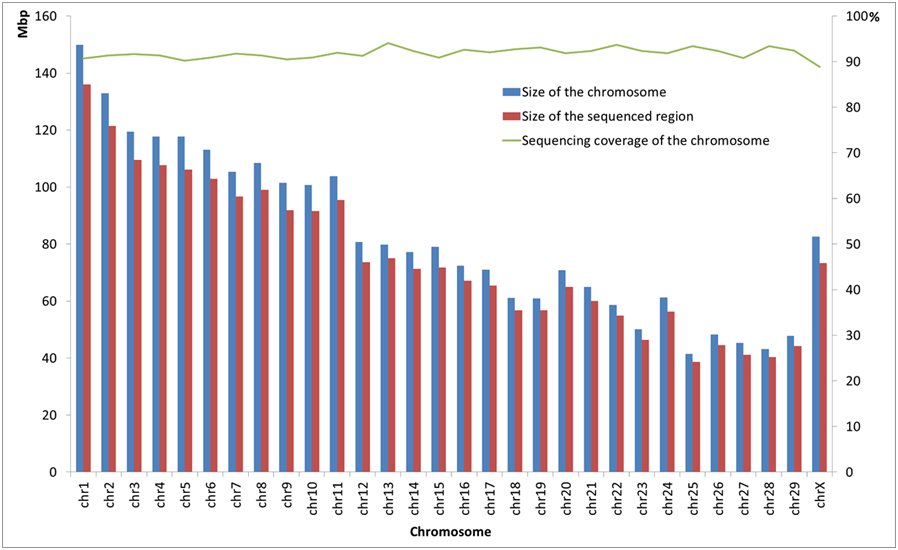 Mbp
160
140
120
100
80
60
40
20
0
100%
90
80
70
60
50
40
30
20
10
0
Size of the chromosome
Size of the sequenced region
Sequencing coverage of the chromosome
chr1
chr2
chr3
chr4
chr5
chr6
chr7
chr8
chr9
chr10
chr11
chr12
chr13
chr14
chr15
chr16
chr17
chr18
chr19
chr20
chr21
chr22
chr23
chr24
chr25
chr26
chr27
chr28
chr29
chrX
Chromosome